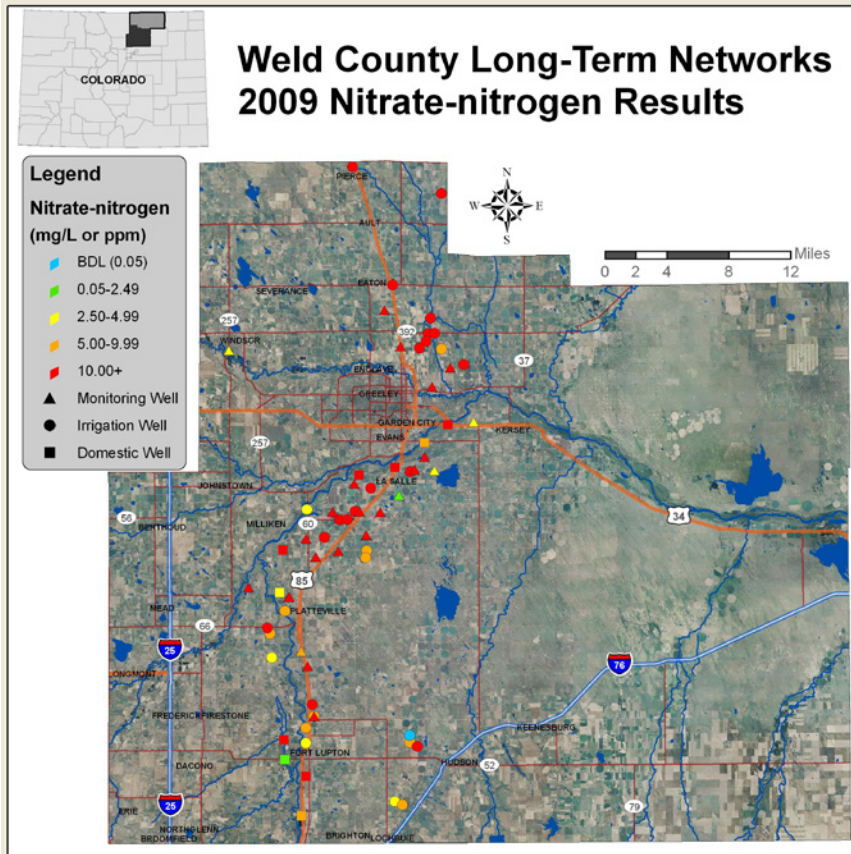 COLORADO
Weld County Long-Term Networks
2009 Nitrate-nitrogen Results
Legend
Nitrate-nitrogen
(mg/L or ppm)
BDL (0.05)
0.05-2.49
2.50-4.99
5.00-9.99
10.00+
Monitoring Well
Irrigation Well
Domestic Well
N
W E
S
Miles
0 2 4 8 12
PIERCE
AULT
EATON
SEVERANCE
257
392
WINDSOR
37
GREELEY
GARDEN CITY
KERSEY
EVANS
257
JOHNSTOWN
LA SALLE
56
BERTHOUD
MILLIKEN
60
34
85
MEAD
PLATTEVILLE
66
25
76
LONGMONT
FREDERICK
FIRESTONE
KEENESBURG
FORT LUPTON
DACONO
HUDSON
52
25
79
ERIE
NORTHGLENN
BROOMFIELD
BRIGHTON
LOCHBUIE